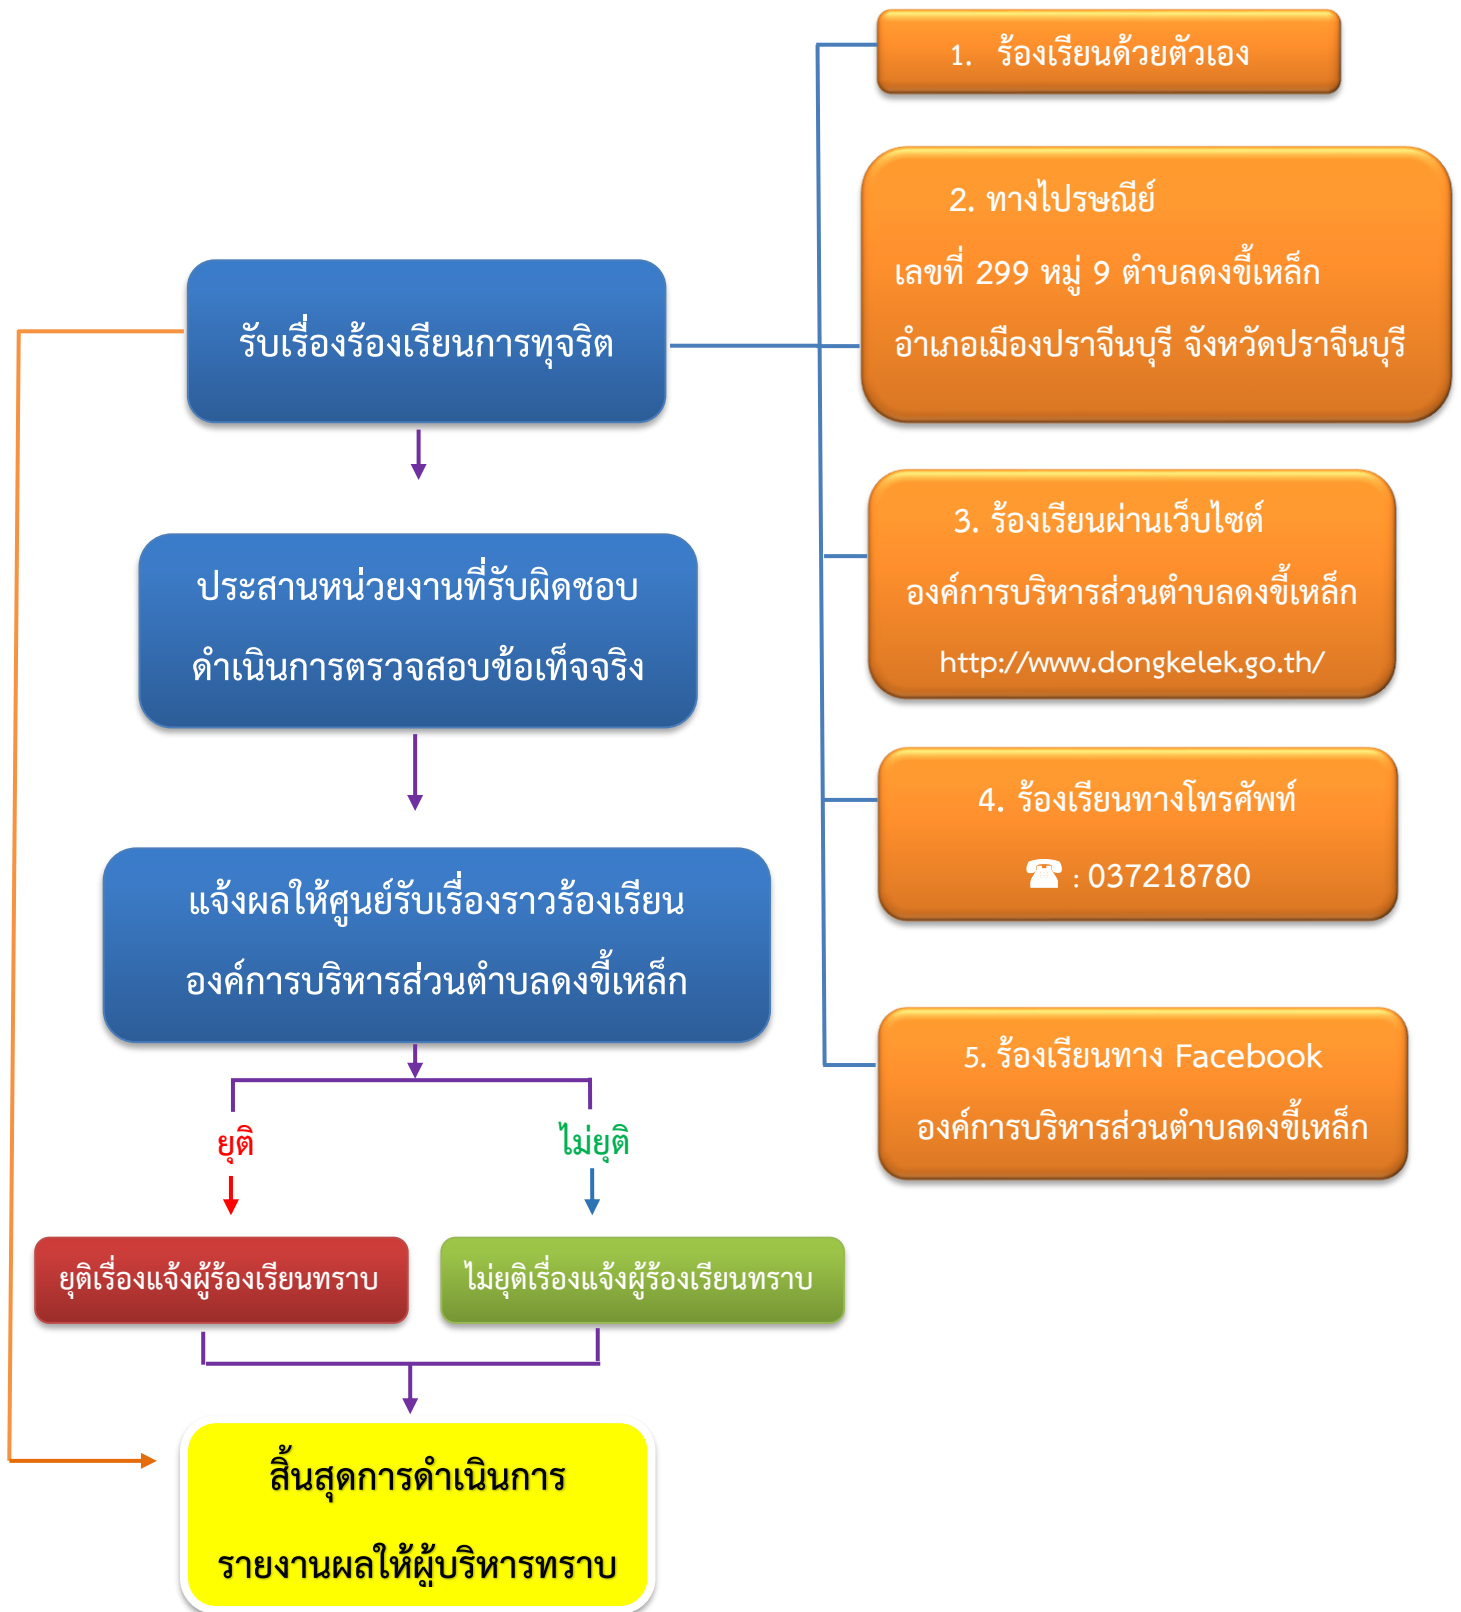 1. ร้องเรียนด้วยตัวเอง
2. ทางไปรษณีย์
เลขที่ 299 หมู่ 9 ตำบลดงขี้เหล็ก
อำเภอเมืองปราจีนบุรี จังหวัดปราจีนบุรี
รับเรื่องร้องเรียนการทุจริต
3. ร้องเรียนผ่านเว็บไซต์
องค์การบริหารส่วนตำบลดงขี้เหล็ก
http://www.dongkelek.go.th/
ประสานหน่วยงานที่รับผิดชอบ
ดำเนินการตรวจสอบข้อเท็จจริง
4. ร้องเรียนทางโทรศัพท์
☎ : 037218780
แจ้งผลให้ศูนย์รับเรื่องราวร้องเรียน
องค์การบริหารส่วนตำบลดงขี้เหล็ก
5. ร้องเรียนทาง Facebook
องค์การบริหารส่วนตำบลดงขี้เหล็ก
ยุติ
ไม่ยุติ
ยุติเรื่องแจ้งผู้ร้องเรียนทราบ
ไม่ยุติเรื่องแจ้งผู้ร้องเรียนทราบ
สิ้นสุดการดำเนินการ
รายงานผลให้ผู้บริหารทราบ